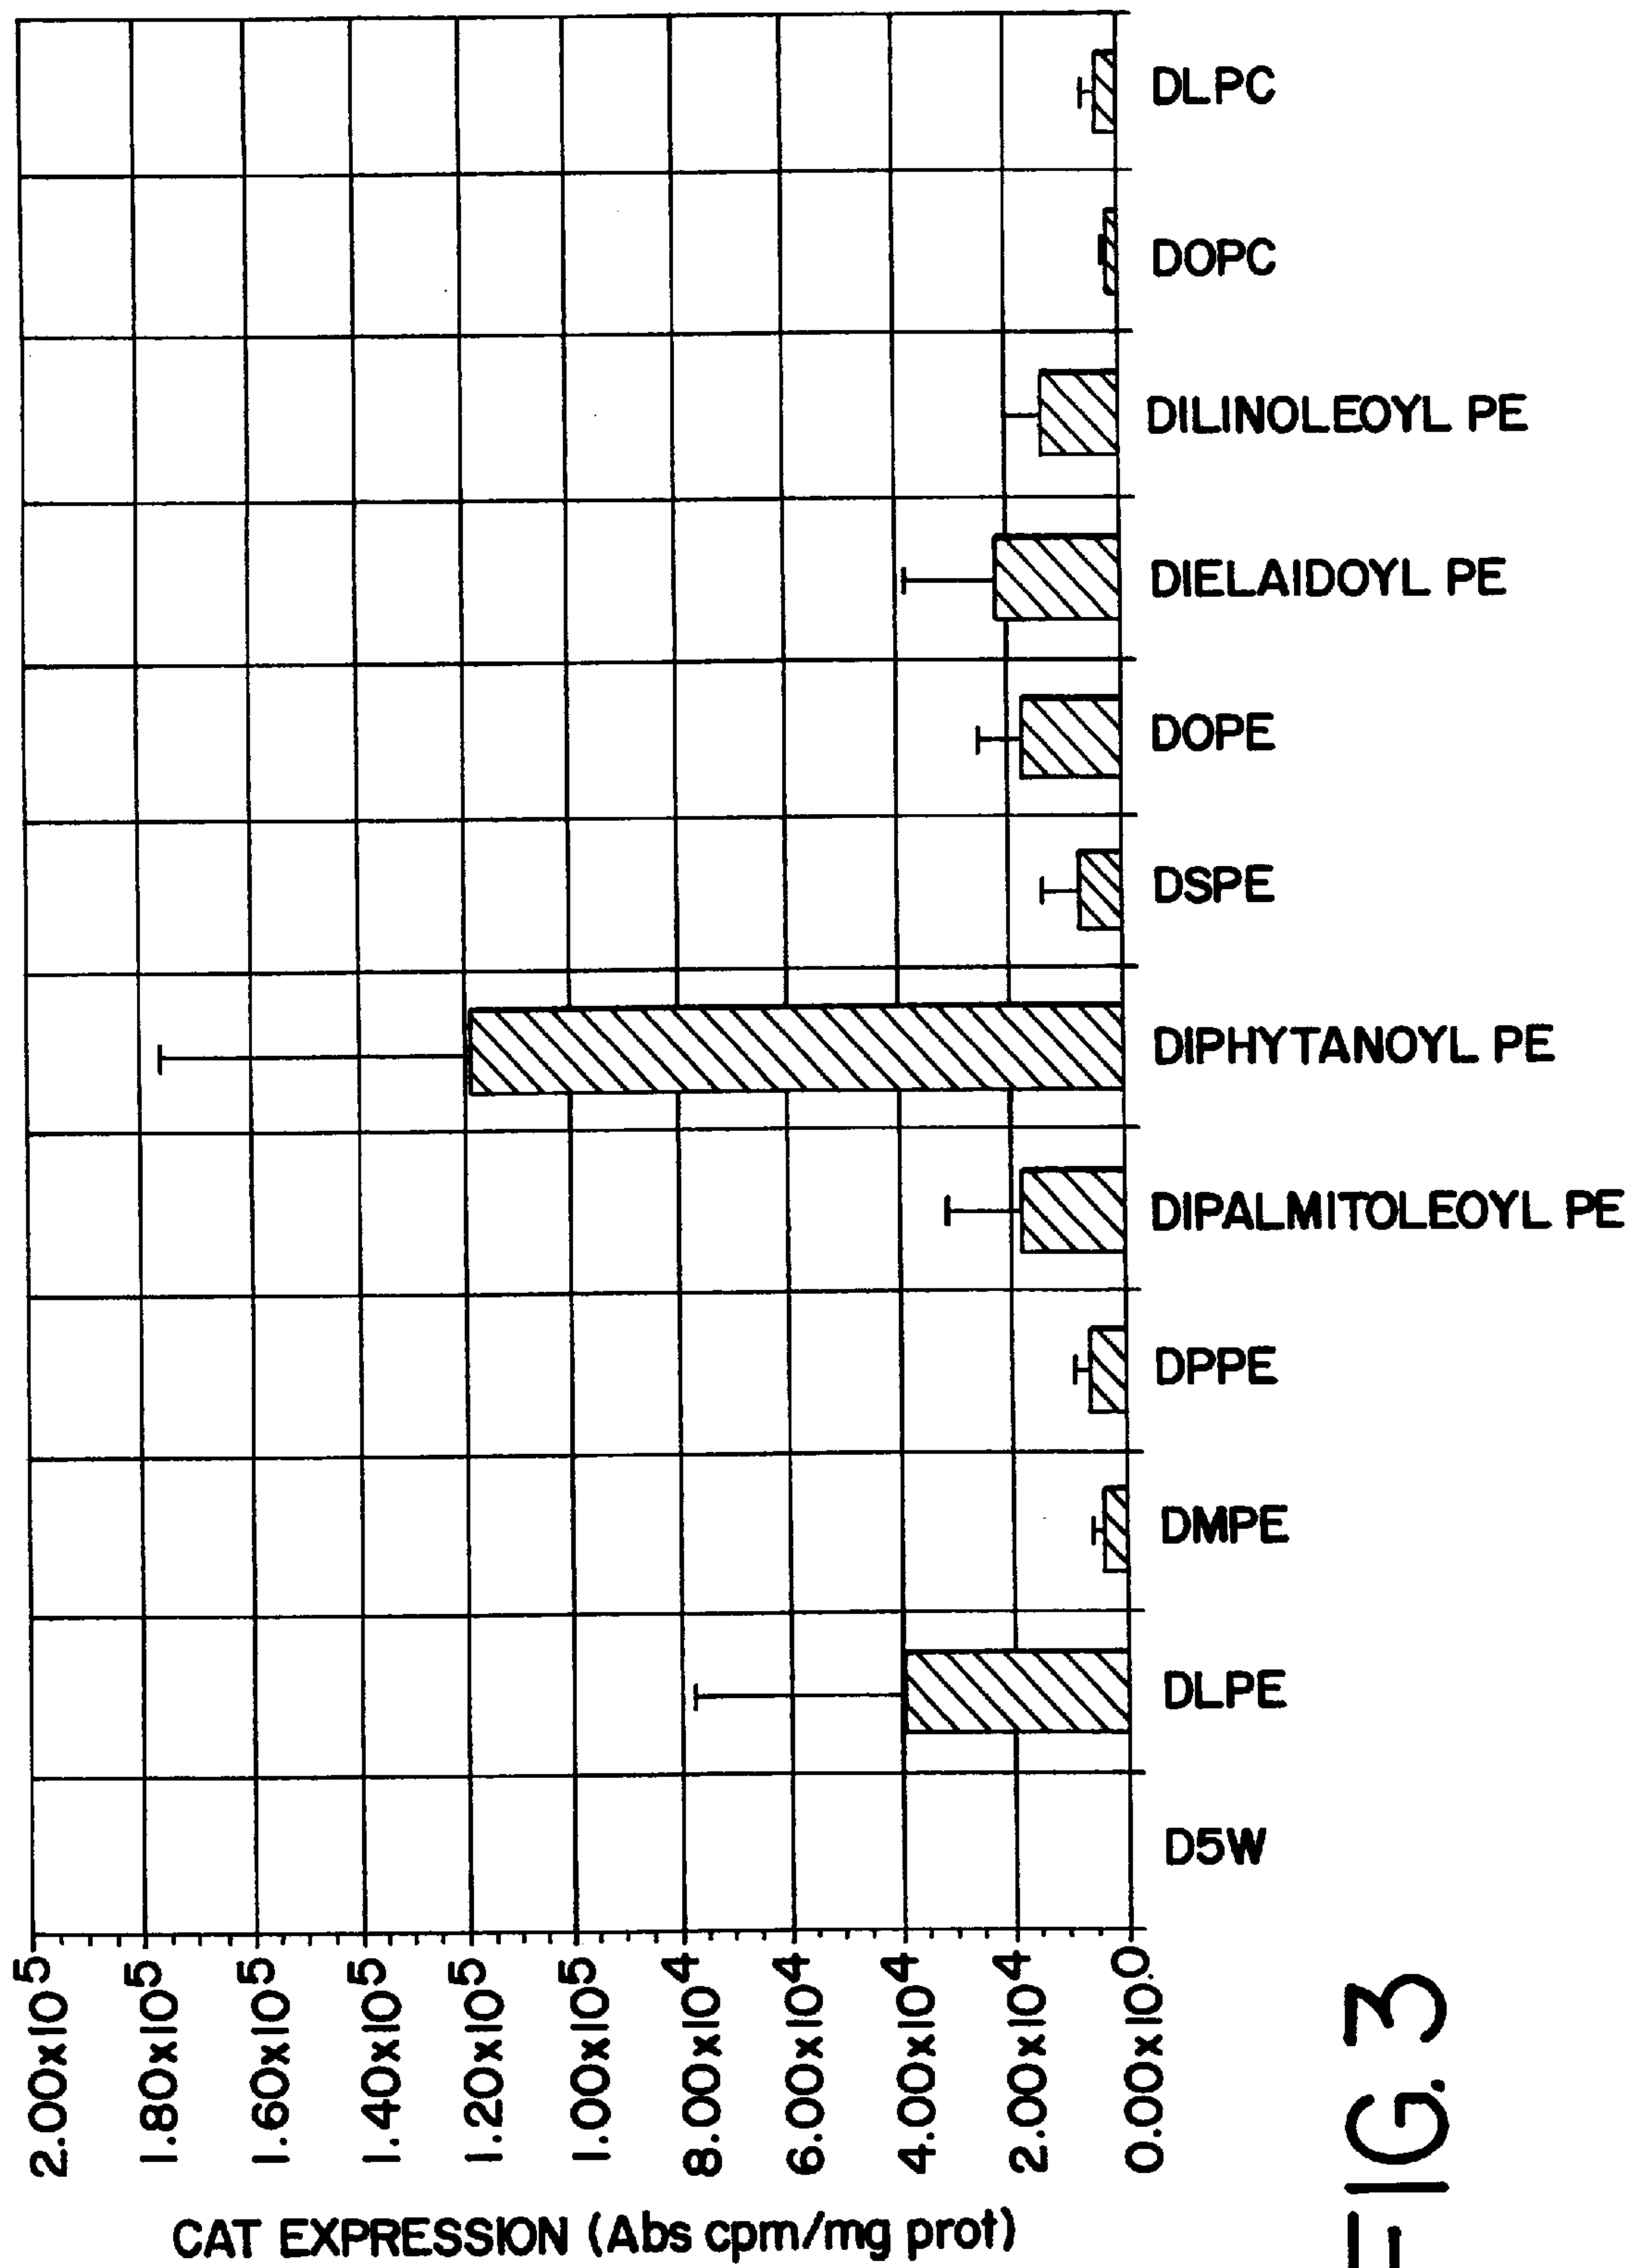 CAT EXPRESSION (Abs cpm/mg prot)
2.00x10 5
1.80x10 5
1.60x10 5
1.40x10 5
1.20x10 5
1.00x10 5
8.00x10 4
6.00x10 4
4.00x10 4
2.00x10 4
0.00x10.0
D5W
DLPE
DMPE
DPPE
DIPALMITOLEOYL PE
DIPHYTANOYL PE
DSPE
DOPE
DIELAIDOYL PE
DILINOLEOYL PE
DOPC
DLPC
FIG. 3